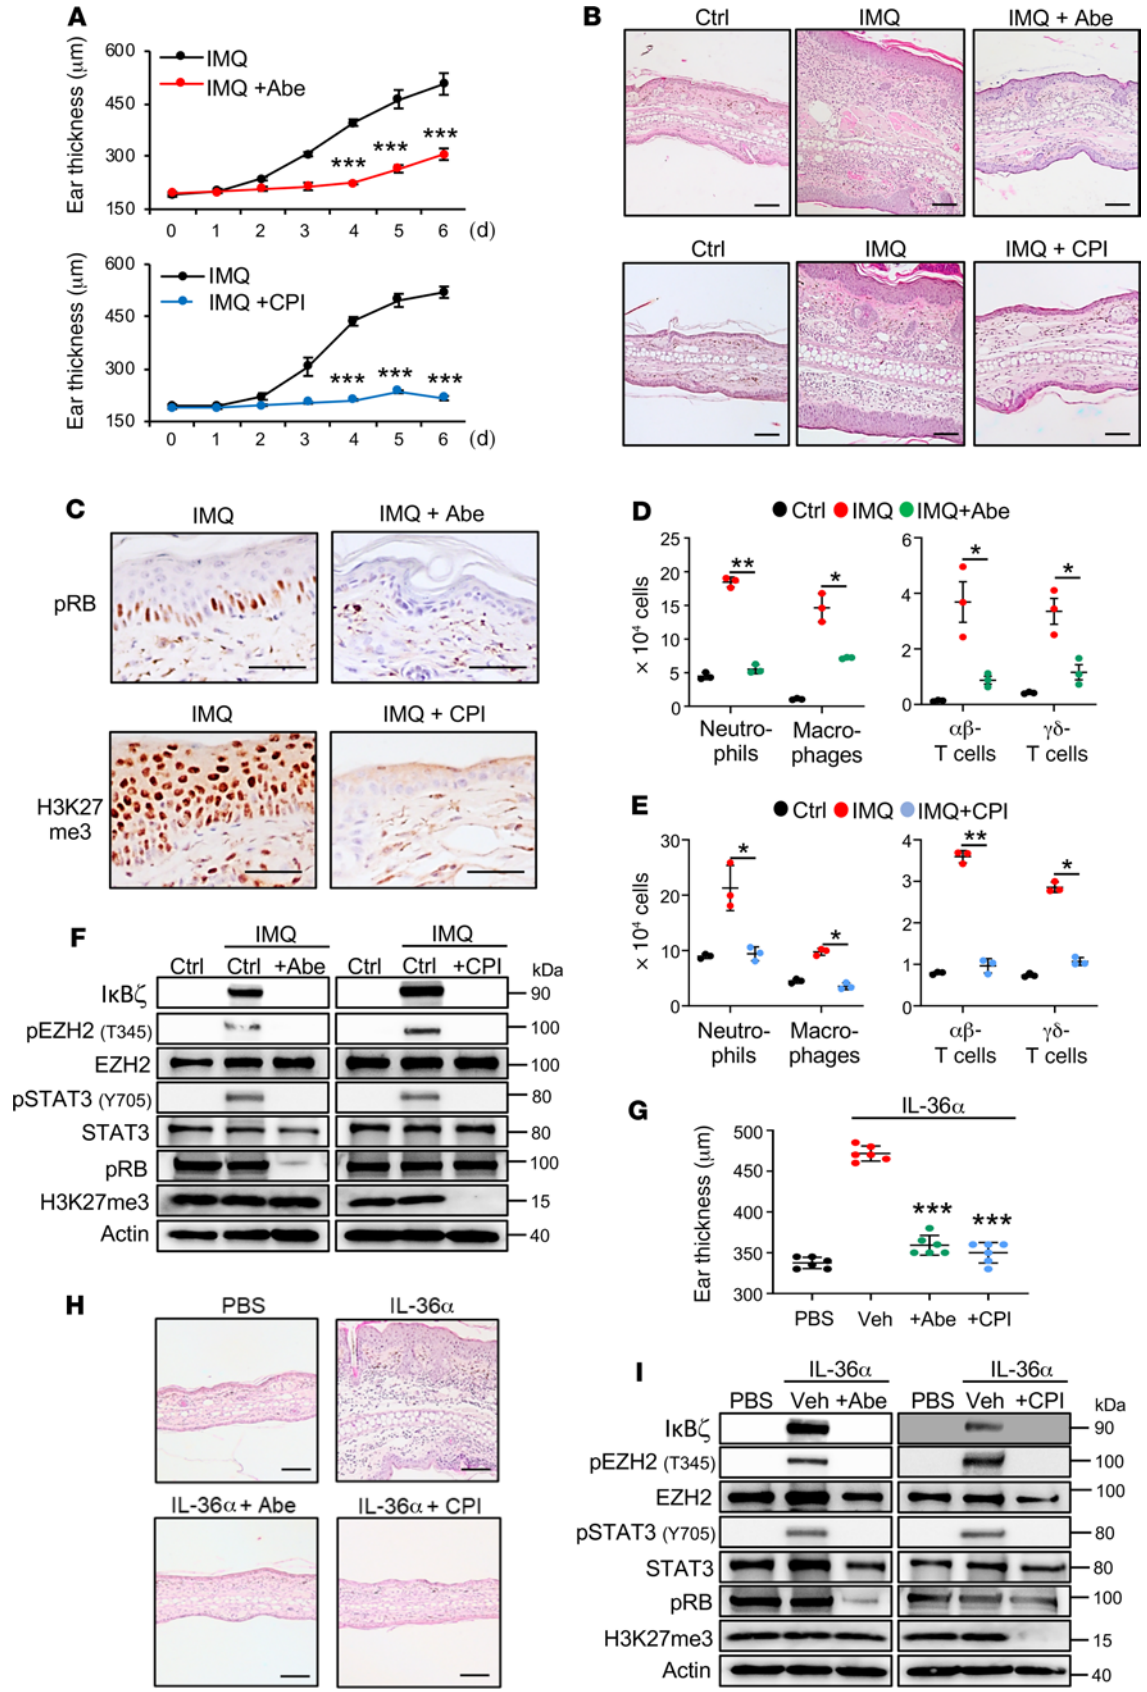 A
600
450
300
150
Ear thickness (μm)
IMQ
IMQ +Abe
***
***
***
0 1 2 3 4 5 6 (d)
600
450
300
150
Ear thickness (μm)
IMQ
IMQ +CPI
*** *** ***
0 1 2 3 4 5 6 (d)
B
Ctrl IMQ IMQ + Abe
Ctrl IMQ IMQ + CPI
C
IMQ IMQ + Abe
pRB
IMQ IMQ + CPI
H3K27
me3
D
Ctrl IMQ IMQ+Abe
25
20
15
10
5
0
× 10⁴ cells
** *
Neutro-
phils
Macro-
phages
6
4
2
0
* *
αβ-
T cells
γδ-
T cells
E
Ctrl IMQ IMQ+CPI
30
20
10
0
× 10⁴ cells
* *
Neutro-
phils
Macro-
phages
4
3
2
1
0
** *
αβ-
T cells
γδ-
T cells
F
IMQ IMQ
Ctrl Ctrl +Abe Ctrl Ctrl +CPI kDa
IκBζ 90
pEZH2 (T345) 100
EZH2 100
pSTAT3 (Y705) 80
STAT3 80
pRB 100
H3K27me3 15
Actin 40
G
IL-36α
500
450
400
350
300
Ear thickness (μm)
*** ***
PBS Veh +Abe +CPI
H
PBS IL-36α
IL-36α + Abe IL-36α + CPI
I
IL-36α IL-36α
PBS Veh +Abe PBS Veh +CPI kDa
IκBζ 90
pEZH2 (T345) 100
EZH2 100
pSTAT3 (Y705) 80
STAT3 80
pRB 100
H3K27me3 15
Actin 40